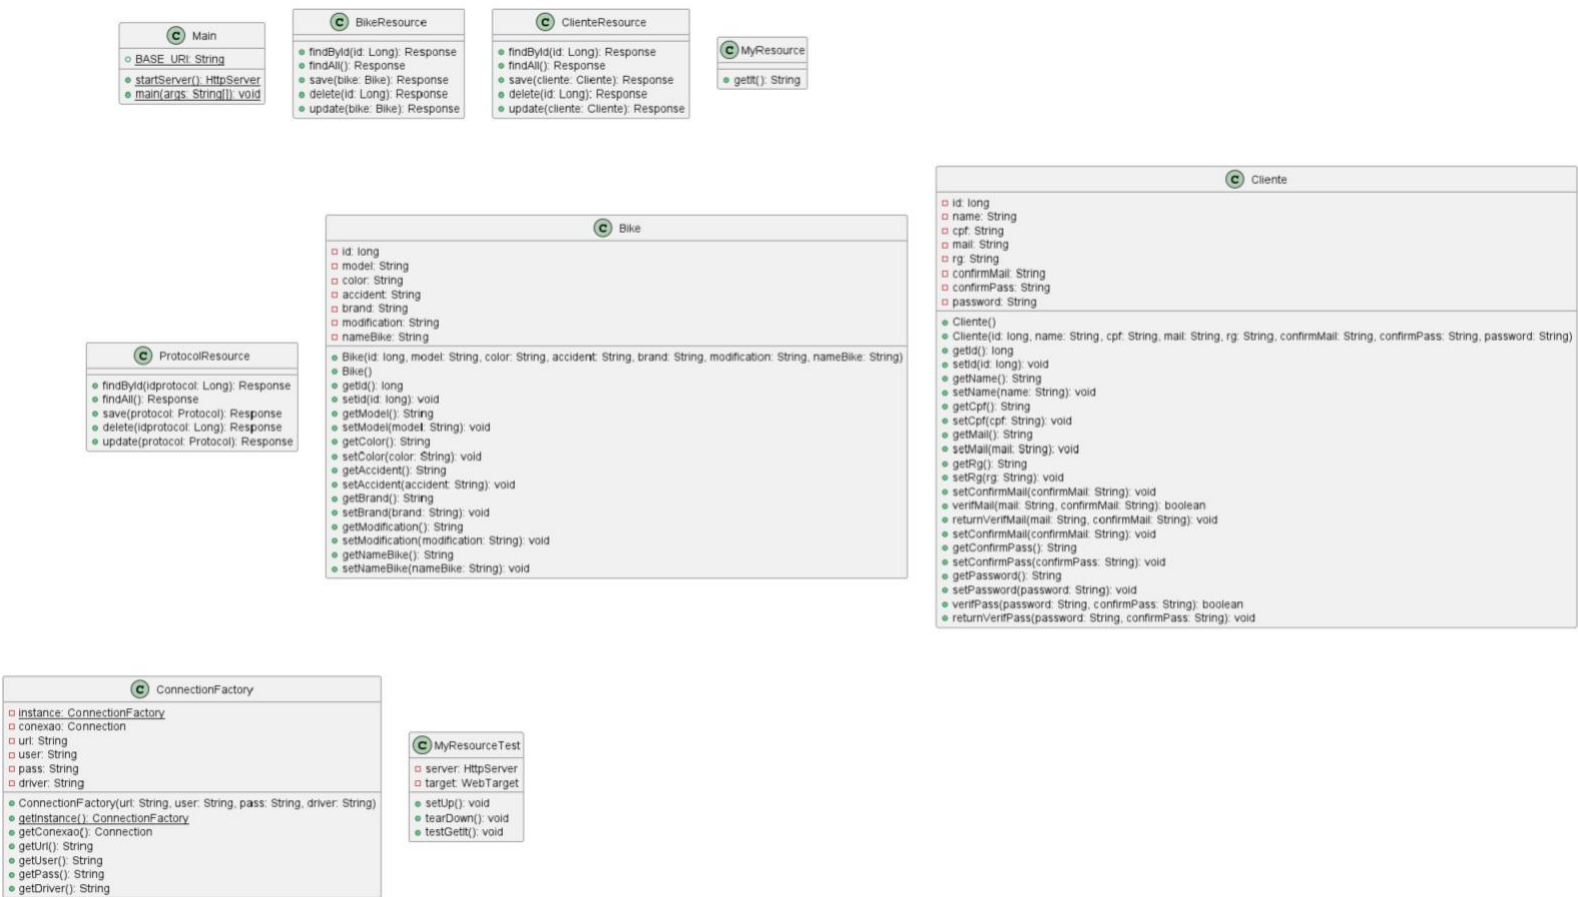 Main
BASE_URI: String
startServer(): HttpServer
main(args: String[]): void
BikeResource
findById(id: Long): Response
findAll(): Response
save(bike: Bike): Response
delete(id: Long): Response
update(bike: Bike): Response
ClienteResource
findById(id: Long): Response
findAll(): Response
save(cliente: Cliente): Response
delete(id: Long): Response
update(cliente: Cliente): Response
MyResource
getIt(): String
ProtocolResource
findById(idprotocol: Long): Response
findAll(): Response
save(protocol: Protocol): Response
delete(idprotocol: Long): Response
update(protocol: Protocol): Response
Bike
id: long
model: String
color: String
accident: String
brand: String
modification: String
nameBike: String
Bike(id: long, model: String, color: String, accident: String, brand: String, modification: String, nameBike: String)
Bike()
getId(): long
setid(id: long): void
getModel(): String
setModel(model: String): void
getColor(): String
setColor(color: String): void
getAccident(): String
setAccident(accident: String): void
getBrand(): String
setBrand(brand: String): void
getModification(): String
setModification(modification: String): void
getNameBike(): String
setNameBike(nameBike: String): void
Cliente
id: long
name: String
cpf: String
mail: String
rg: String
confirmMail: String
confirmPass: String
password: String
Cliente()
Cliente(id: long, name: String, cpf: String, mail: String, rg: String, confirmMail: String, confirmPass: String, password: String)
getId(): long
setId(id: long): void
getName(): String
setName(name: String): void
getCpf(): String
setCpf(cpf: String): void
getMail(): String
setMail(mail: String): void
getRg(): String
setRg(rg: String): void
setConfirmMail(confirmMail: String): void
verifMail(mail: String, confirmMail: String): boolean
returnVerifMail(mail: String, confirmMail: String): void
setConfirmMail(confirmMail: String): void
getConfirmPass(): String
setConfirmPass(confirmPass: String): void
getPassword(): String
setPassword(password: String): void
verifPass(password: String, confirmPass: String): boolean
returnVerifPass(password: String, confirmPass: String): void
ConnectionFactory
instance: ConnectionFactory
conexao: Connection
url: String
user: String
pass: String
driver: String
ConnectionFactory(url: String, user: String, pass: String, driver: String)
getInstance(): ConnectionFactory
getConexao(): Connection
getUrl(): String
getUser(): String
getPass(): String
getDriver(): String
MyResourceTest
server: HttpServer
target: WebTarget
setUp(): void
tearDown(): void
testGetIt(): void